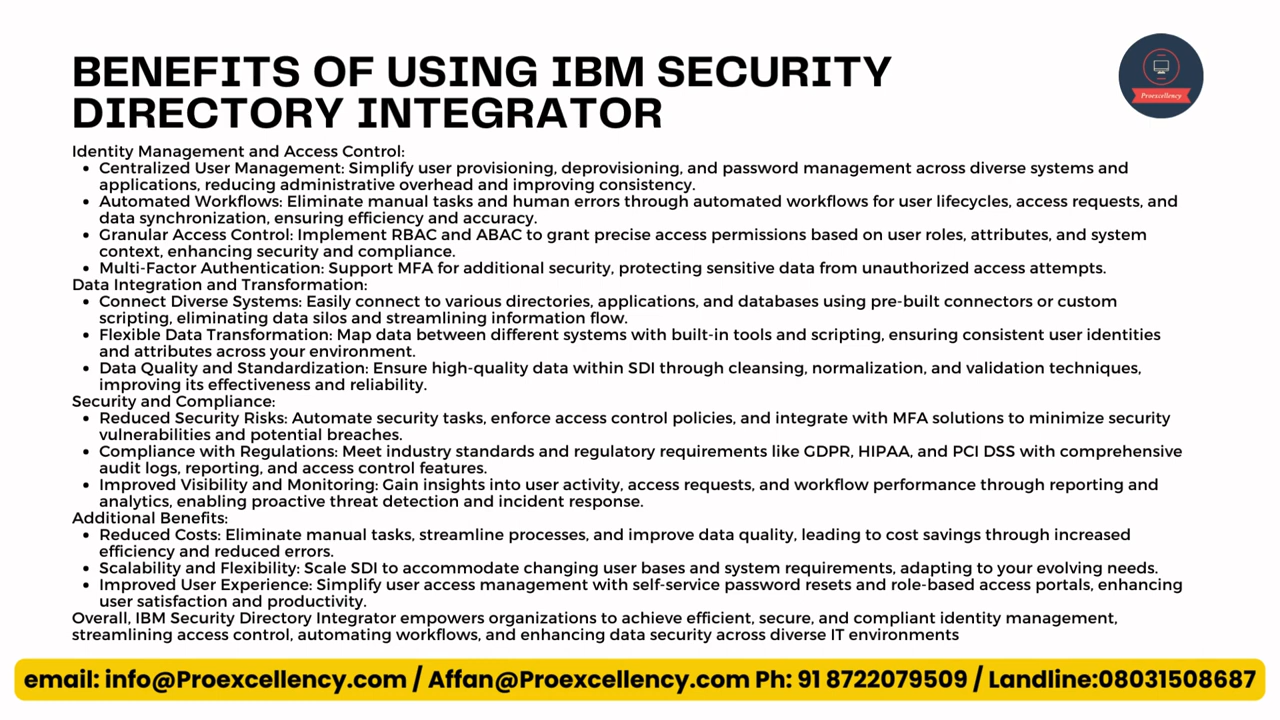 BENEFITS OF USING IBM SECURITY
DIRECTORY INTEGRATOR
Proexcellency
Identity Management and Access Control:
• Centralized User Management: Simplify user provisioning, deprovisioning, and password management across diverse systems and
applications, reducing administrative overhead and improving consistency.
• Automated Workflows: Eliminate manual tasks and human errors through automated workflows for user lifecycles, access requests, and
data synchronization, ensuring efficiency and accuracy.
• Granular Access Control: Implement RBAC and ABAC to grant precise access permissions based on user roles, attributes, and system
context, enhancing security and compliance.
• Multi-Factor Authentication: Support MFA for additional security, protecting sensitive data from unauthorized access attempts.
Data Integration and Transformation:
• Connect Diverse Systems: Easily connect to various directories, applications, and databases using pre-built connectors or custom
scripting, eliminating data silos and streamlining information flow.
• Flexible Data Transformation: Map data between different systems with built-in tools and scripting, ensuring consistent user identities
and attributes across your environment.
• Data Quality and Standardization: Ensure high-quality data within SDI through cleansing, normalization, and validation techniques,
improving its effectiveness and reliability.
Security and Compliance:
• Reduced Security Risks: Automate security tasks, enforce access control policies, and integrate with MFA solutions to minimize security
vulnerabilities and potential breaches.
• Compliance with Regulations: Meet industry standards and regulatory requirements like GDPR, HIPAA, and PCI DSS with comprehensive
audit logs, reporting, and access control features.
• Improved Visibility and Monitoring: Gain insights into user activity, access requests, and workflow performance through reporting and
analytics, enabling proactive threat detection and incident response.
Additional Benefits:
• Reduced Costs: Eliminate manual tasks, streamline processes, and improve data quality, leading to cost savings through increased
efficiency and reduced errors.
• Scalability and Flexibility: Scale SDI to accommodate changing user bases and system requirements, adapting to your evolving needs.
• Improved User Experience: Simplify user access management with self-service password resets and role-based access portals, enhancing
user satisfaction and productivity.
Overall, IBM Security Directory Integrator empowers organizations to achieve efficient, secure, and compliant identity management,
streamlining access control, automating workflows, and enhancing data security across diverse IT environments
email: info@Proexcellency.com / Affan@Proexcellency.com Ph: 91 8722079509 / Landline:08031508687